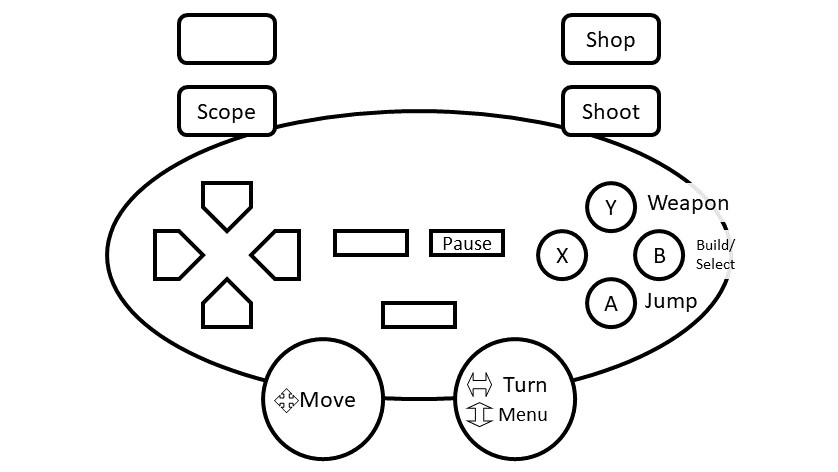 Shop
Scope
Shoot
Y
Weapon
Pause
X
B
Build/
Select
A
Jump
Move
Turn
Menu